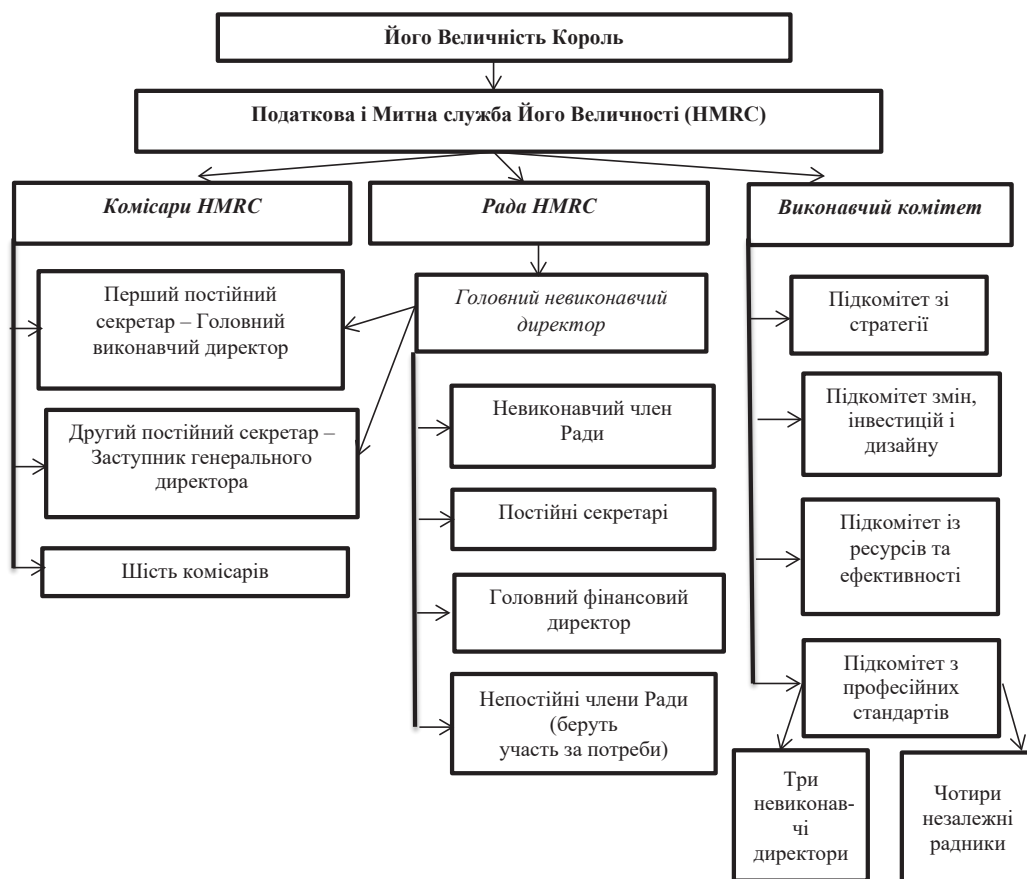 Його Величність Король
Податкова і Митна служба Його Величності (HMRC)
Комісари HMRC
Рада HMRC
Виконавчий комітет
Перший постійний
секретар – Головний
виконавчий директор
Другий постійний секретар –
Заступник генерального
директора
Шість комісарів
Головний невиконавчий
директор
Невиконавчий член
Ради
Постійні секретарі
Головний фінансовий
директор
Непостійні члени Ради
(беруть
участь за потреби)
Підкомітет зі
стратегії
Підкомітет змін,
інвестицій і
дизайну
Підкомітет із
ресурсів та
ефективності
Підкомітет з
професійних
стандартів
Три
невиконав-
чі
директори
Чотири
незалежні
радники